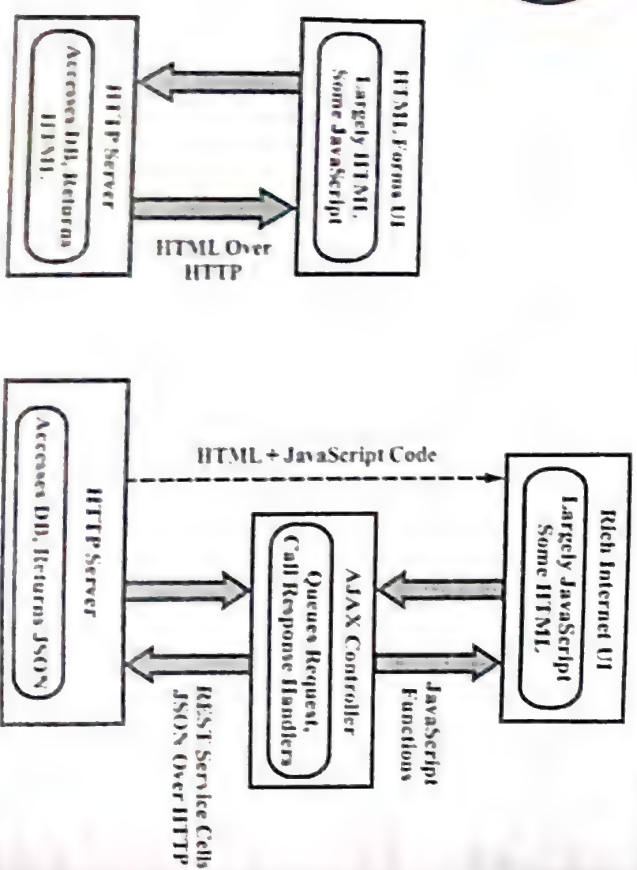 HTML Forms UI
Largely HTML,
Some JavaScript
HTML Over
HTTP
HTTP Server
Accesses DB, Returns
HTML.
Rich Internet UI
Largely JavaScript
Some HTML
HTML + JavaScript Code
JavaScript
Functions
AJAX Controller
Queues Request,
Call Response Handlers
REST Service Cells
JSON Over HTTP
HTTP Server
Accesses DB, Returns JSON